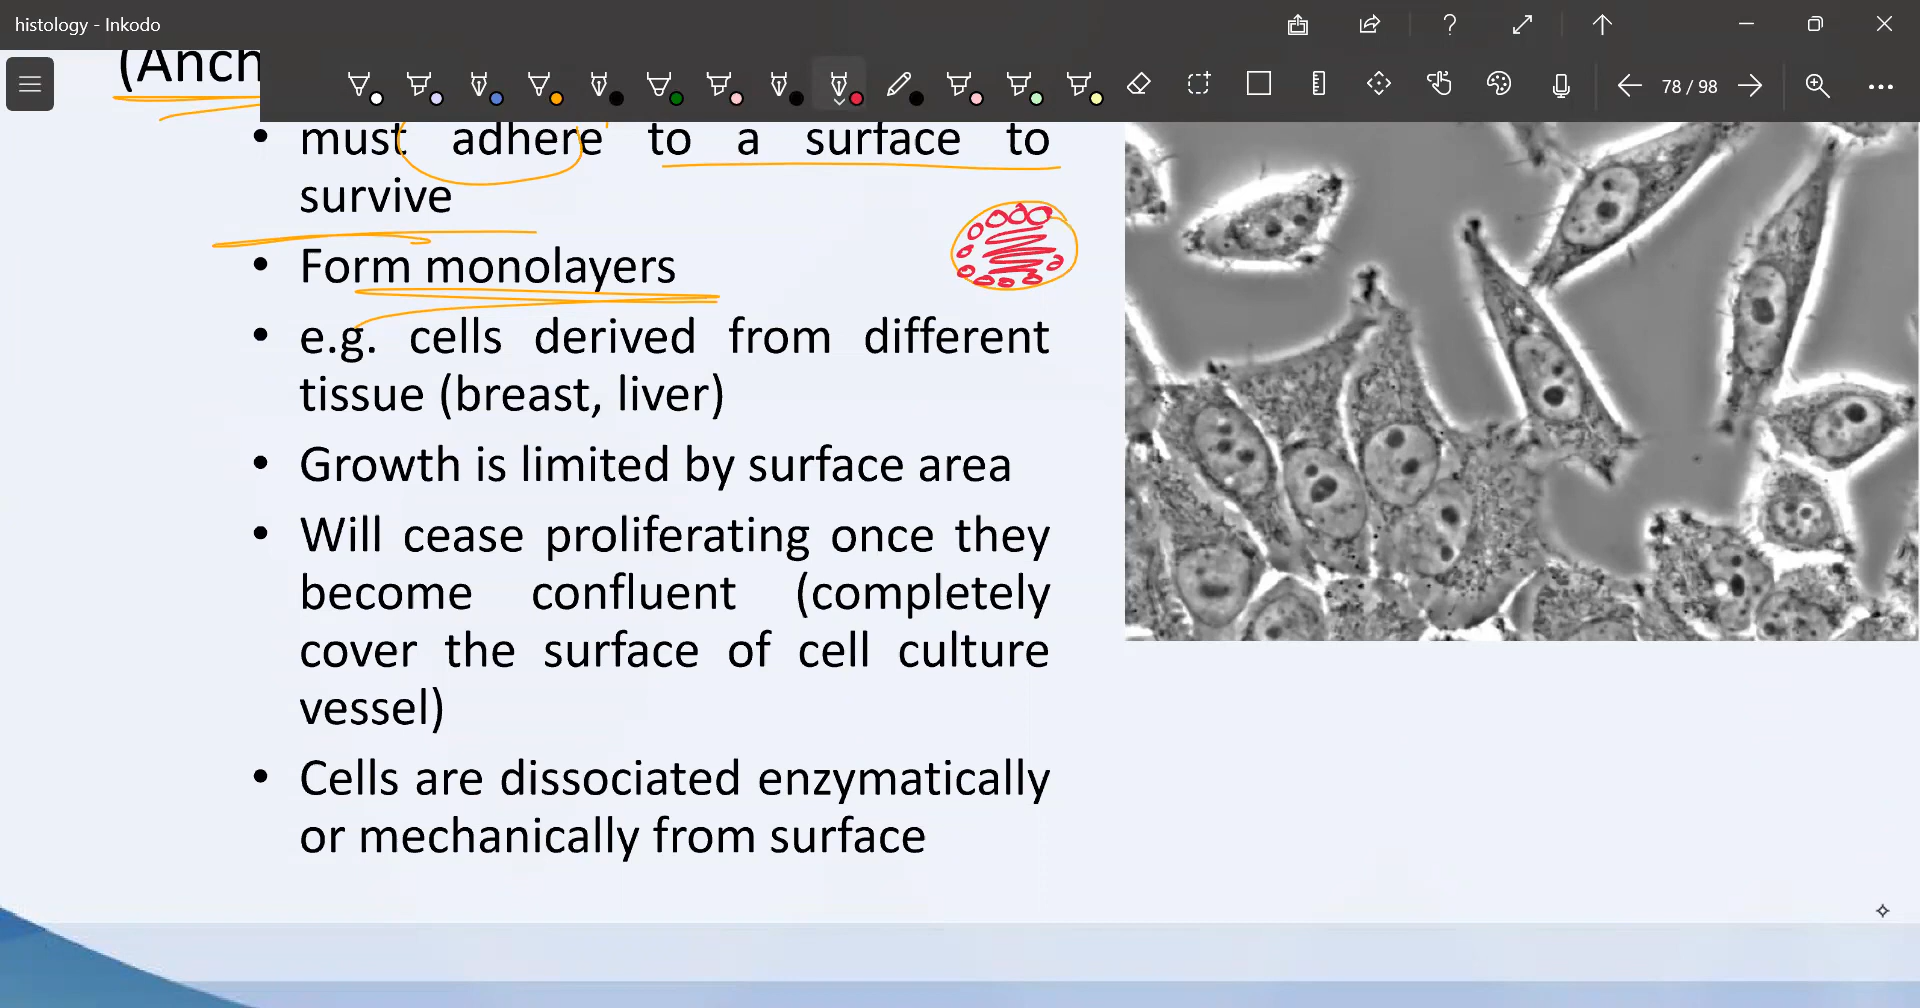 histology - Inkodo
(Anch
78 / 98
• must adhere to a surface to
survive
• Form monolayers
• e.g. cells derived from different
tissue (breast, liver)
• Growth is limited by surface area
• Will cease proliferating once they
become confluent (completely
cover the surface of cell culture
vessel)
• Cells are dissociated enzymatically
or mechanically from surface